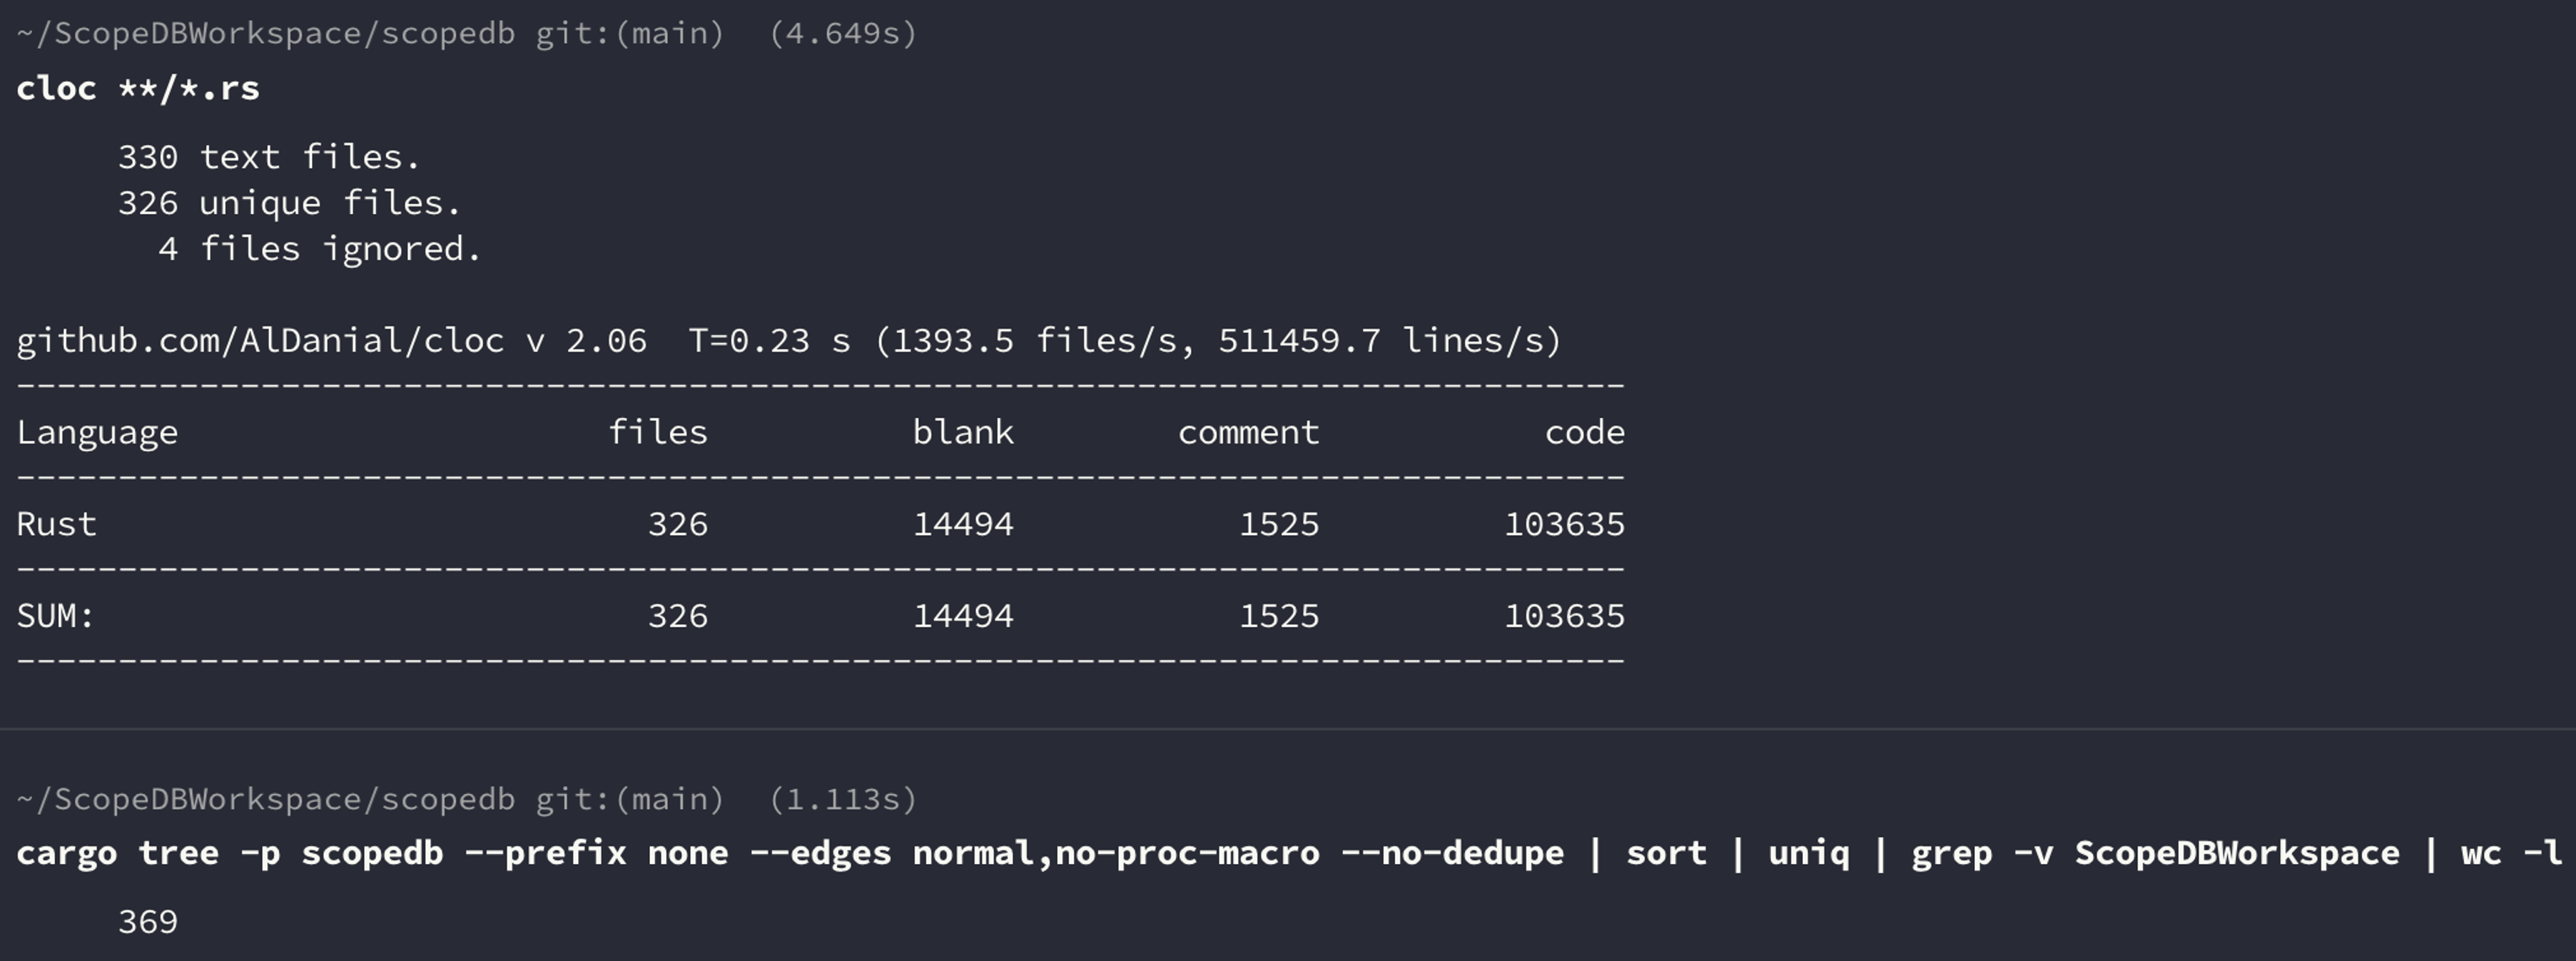 ~/ScopeDBWorkspace/scopedb git:(main) (4.649s)
cloc **/*.rs
330 text files.
326 unique files.
4 files ignored.
github.com/AlDanial/cloc v 2.06 T=0.23 s (1393.5 files/s, 511459.7 lines/s)
-------------------------------------------------------------------------------
Language files blank comment code
-------------------------------------------------------------------------------
Rust 326 14494 1525 103635
-------------------------------------------------------------------------------
SUM: 326 14494 1525 103635
-------------------------------------------------------------------------------
~/ScopeDBWorkspace/scopedb git:(main) (1.113s)
cargo tree -p scopedb --prefix none --edges normal,no-proc-macro --no-dedupe | sort | uniq | grep -v ScopeDBWorkspace | wc -l
369